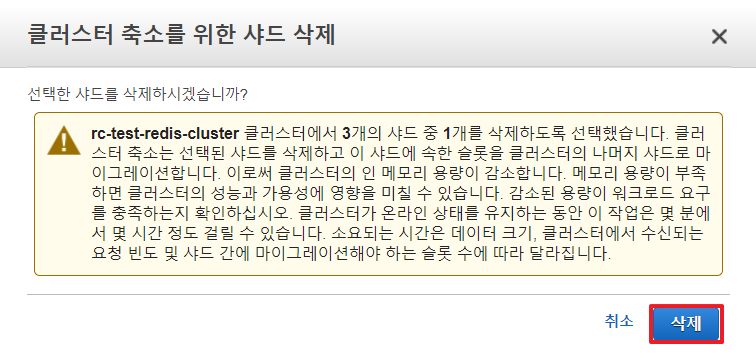 클러스터 축소를 위한 샤드 삭제
선택한 샤드를 삭제하시겠습니까?
rc-test-redis-cluster 클러스터에서 3개의 샤드 중 1개를 삭제하도록 선택했습니다. 클러
스터 축소는 선택된 샤드를 삭제하고 이 샤드에 속한 슬롯을 클러스터의 나머지 샤드로 마
이그레이션합니다. 이로써 클러스터의 인 메모리 용량이 감소합니다. 메모리 용량이 부족
하면 클러스터의 성능과 가용성에 영향을 미칠 수 있습니다. 감소된 용량이 워크로드 요구
를 충족하는지 확인하십시오. 클러스터가 온라인 상태를 유지하는 동안 이 작업은 몇 분에
서 몇 시간 정도 걸릴 수 있습니다. 소요되는 시간은 데이터 크기, 클러스터에서 수신되는
요청 빈도 및 샤드 간에 마이그레이션해야 하는 슬롯 수에 따라 달라집니다.
취소
삭제